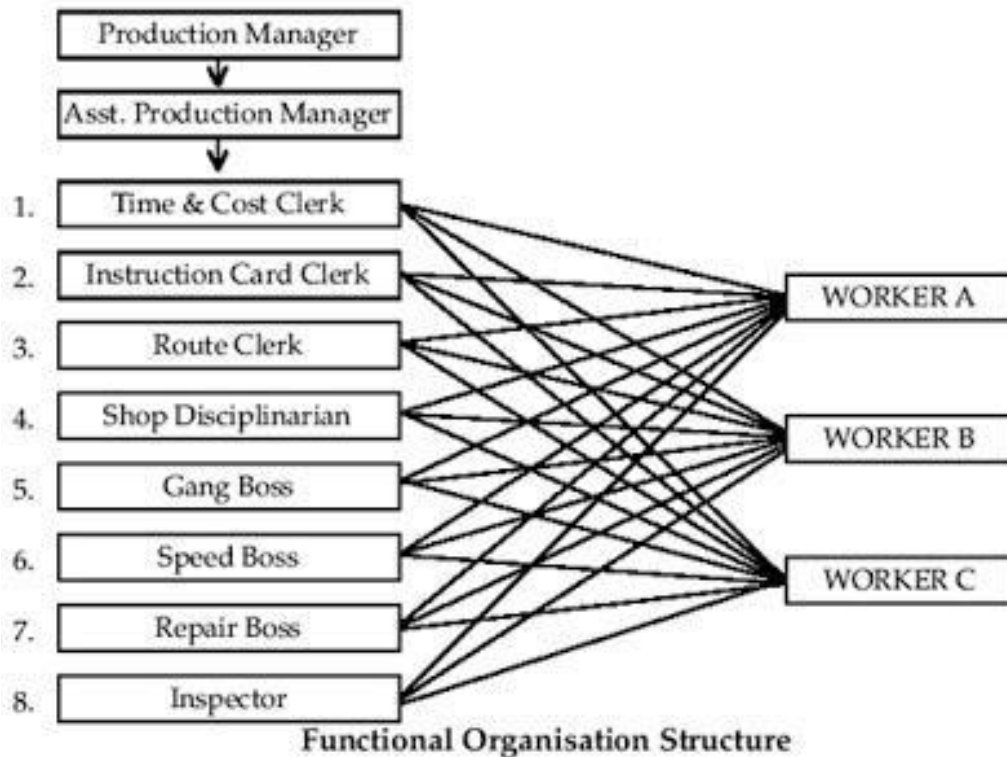 Production Manager
Asst. Production Manager
1. Time & Cost Clerk
2. Instruction Card Clerk
WORKER A
3. Route Clerk
4. Shop Disciplinarian
WORKER B
5. Gang Boss
6. Speed Boss
WORKER C
7. Repair Boss
8. Inspector
Functional Organisation Structure